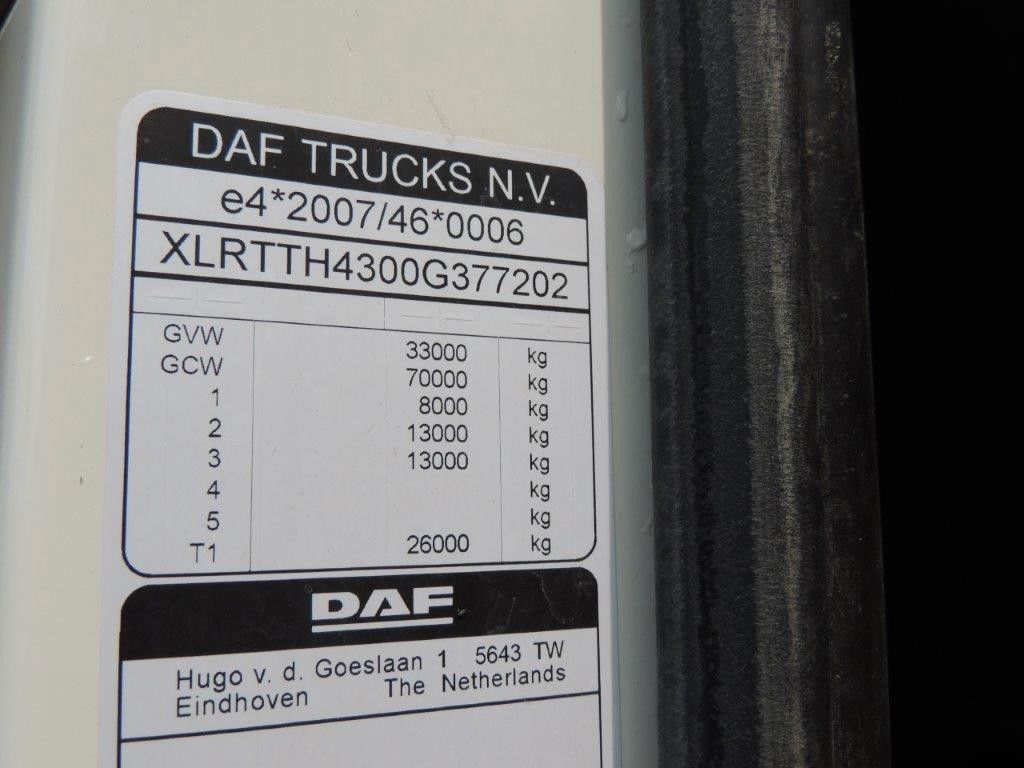 DAF TRUCKS N.V.
e4*2007/46*0006
XLRTTH4300G377202
GVW 33000 kg
GCW 70000 kg
1 8000 kg
2 13000 kg
3 13000 kg
4 kg
5 kg
T1 26000 kg
DAF
Hugo v. d. Goeslaan 1 5643 TW
Eindhoven The Netherlands